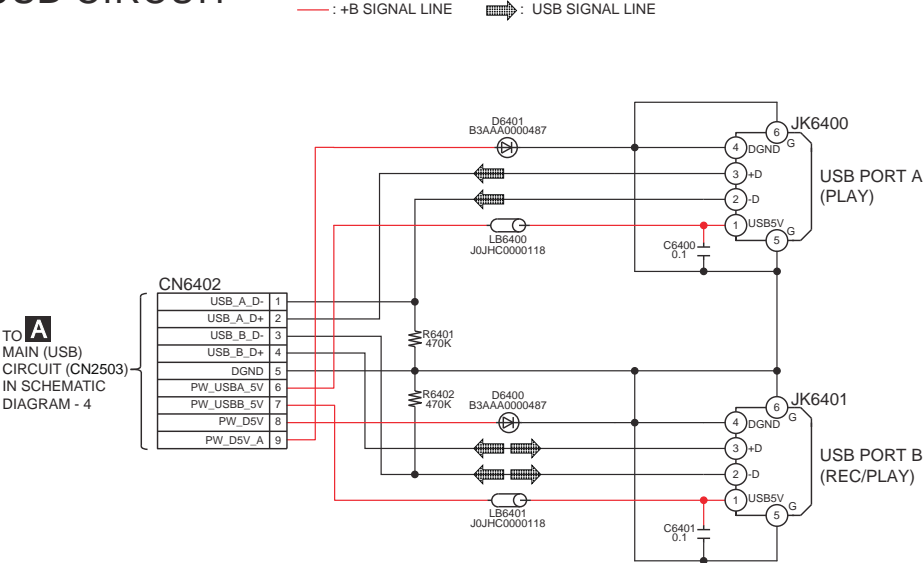 : +B SIGNAL LINE
: USB SIGNAL LINE
D6401
B3AAA0000487
JK6400
6
G
4
DGND
3
+D
2
-D
1
USB5V
G
5
USB PORT A
(PLAY)
LB6400
J0JHC0000118
C6400
0.1
CN6402
USB_A_D- 1
USB_A_D+ 2
USB_B_D- 3
USB_B_D+ 4
DGND 5
PW_USBA_5V 6
PW_USBB_5V 7
PW_D5V 8
PW_D5V_A 9
TO A
MAIN (USB)
CIRCUIT (CN2503)
IN SCHEMATIC
DIAGRAM - 4
R6401
470K
R6402
470K
D6400
B3AAA0000487
JK6401
6
G
4
DGND
3
+D
2
-D
1
USB5V
G
5
USB PORT B
(REC/PLAY)
LB6401
J0JHC0000118
C6401
0.1